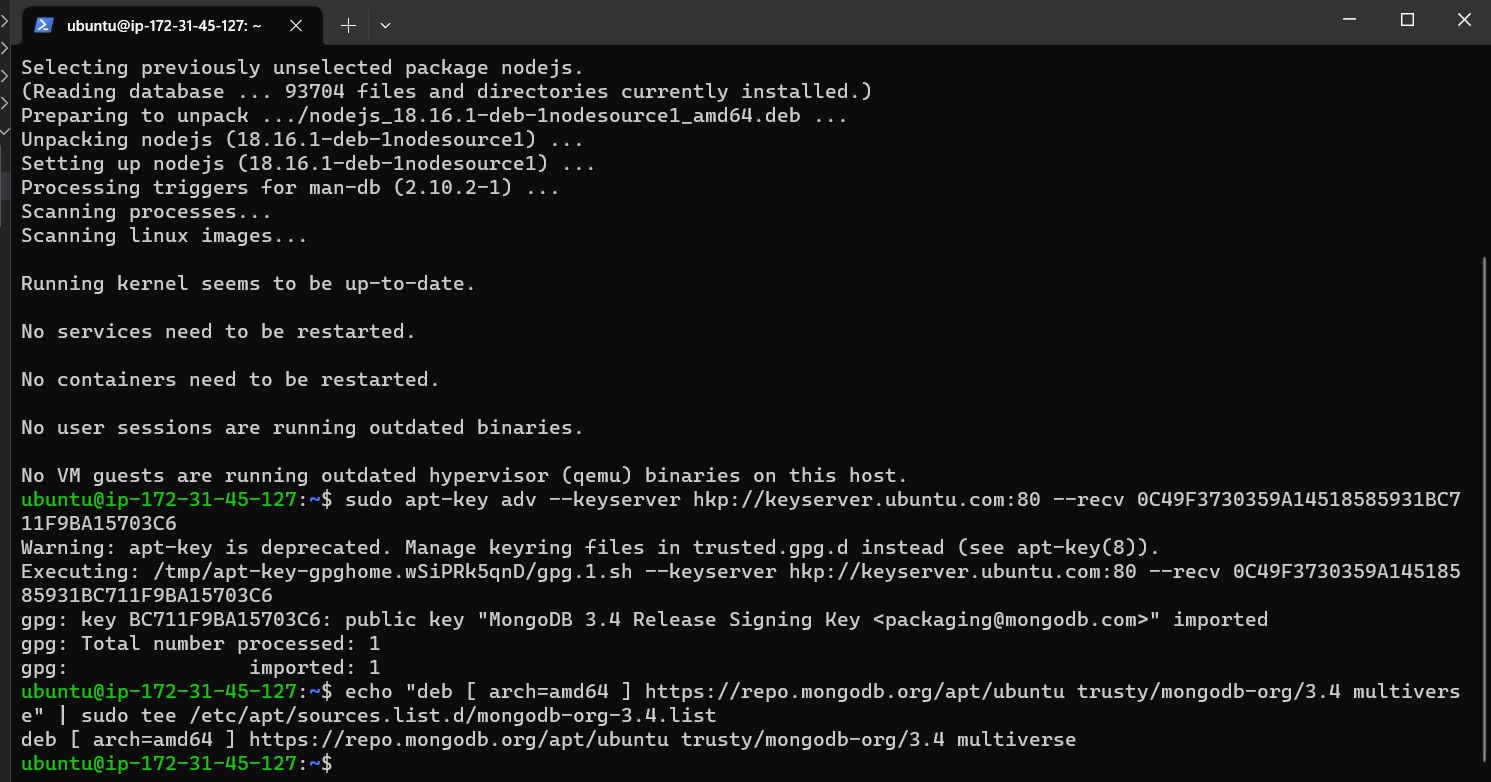 ubuntu@ip-172-31-45-127: ~
Selecting previously unselected package nodejs.
(Reading database ... 93704 files and directories currently installed.)
Preparing to unpack .../nodejs_18.16.1-deb-1nodesource1_amd64.deb ...
Unpacking nodejs (18.16.1-deb-1nodesource1) ...
Setting up nodejs (18.16.1-deb-1nodesource1) ...
Processing triggers for man-db (2.10.2-1) ...
Scanning processes...
Scanning linux images...
Running kernel seems to be up-to-date.
No services need to be restarted.
No containers need to be restarted.
No user sessions are running outdated binaries.
No VM guests are running outdated hypervisor (qemu) binaries on this host.
ubuntu@ip-172-31-45-127:~$ sudo apt-key adv --keyserver hkp://keyserver.ubuntu.com:80 --recv 0C49F3730359A14518585931BC7
11F9BA15703C6
Warning: apt-key is deprecated. Manage keyring files in trusted.gpg.d instead (see apt-key(8)).
Executing: /tmp/apt-key-gpghome.wSiPRk5qnD/gpg.1.sh --keyserver hkp://keyserver.ubuntu.com:80 --recv 0C49F3730359A145185
85931BC711F9BA15703C6
gpg: key BC711F9BA15703C6: public key "MongoDB 3.4 Release Signing Key <packaging@mongodb.com>" imported
gpg: Total number processed: 1
gpg:               imported: 1
ubuntu@ip-172-31-45-127:~$ echo "deb [ arch=amd64 ] https://repo.mongodb.org/apt/ubuntu trusty/mongodb-org/3.4 multivers
e" | sudo tee /etc/apt/sources.list.d/mongodb-org-3.4.list
deb [ arch=amd64 ] https://repo.mongodb.org/apt/ubuntu trusty/mongodb-org/3.4 multiverse
ubuntu@ip-172-31-45-127:~$